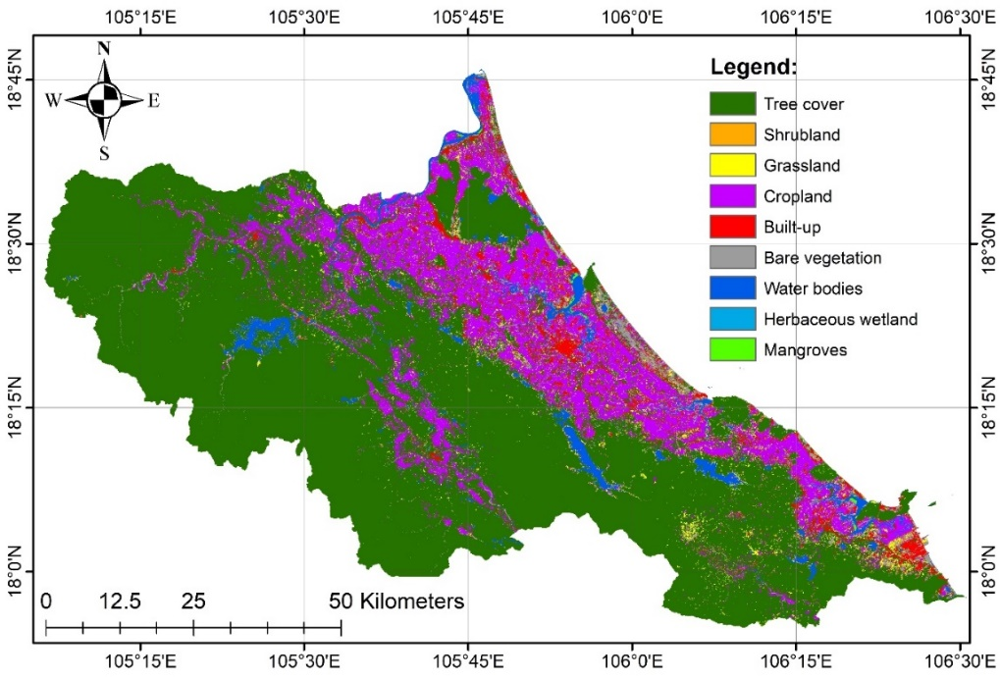 105°15'E 105°30'E 105°45'E 106°0'E 106°15'E 106°30'E
18°45'N 18°45'N
N
W E
S
Legend:
Tree cover
Shrubland
Grassland
Cropland
Built-up
Bare vegetation
Water bodies
Herbaceous wetland
Mangroves
18°30'N 18°30'N
18°15'N 18°15'N
18°0'N 18°0'N
0 12.5 25 50 Kilometers
105°15'E 105°30'E 105°45'E 106°0'E 106°15'E 106°30'E